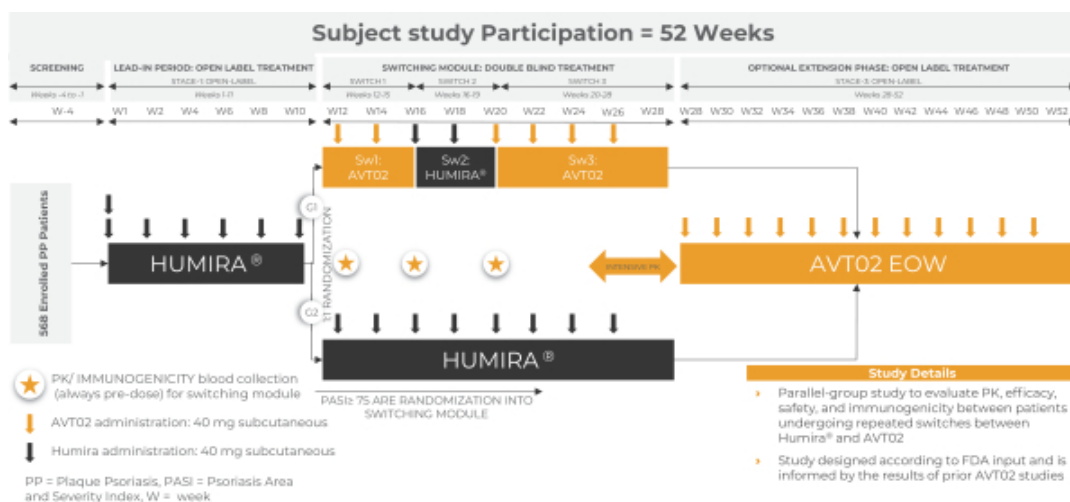 Subject study Participation = 52 Weeks
SCREENING
LEAD-IN PERIOD: OPEN LABEL TREATMENT
SWITCHING MODULE: DOUBLE BLIND TREATMENT
OPTIONAL EXTENSION PHASE: OPEN LABEL TREATMENT
STAGE-1 OPEN-LABEL
SWITCH 1
SWITCH 2
SWITCH 3
STAGE-3 OPEN-LABEL
Weeks -4 to -1
Weeks 1-11
Weeks 12-15
Weeks 16-19
Weeks 20-28
Weeks 28-52
W-4
W1 W2 W4 W6 W8 W10
W12 W14 W16 W18 W20 W22 W24 W26 W28
W28 W30 W32 W34 W36 W38 W40 W42 W44 W46 W48 W50 W52
Sw1:
AVT02
Sw2:
HUMIRA®
Sw3:
AVT02
568 Enrolled PP Patients
G1
1:1 RANDOMIZATION
G2
HUMIRA ®
INTENSIVE PK
AVT02 EOW
HUMIRA ®
PASI≥ 75 ARE RANDOMIZATION INTO
SWITCHING MODULE
PK/ IMMUNOGENICITY blood collection
(always pre-dose) for switching module
AVT02 administration: 40 mg subcutaneous
Humira administration: 40 mg subcutaneous
PP = Plaque Psoriasis, PASI = Psoriasis Area
and Severity Index, W = week
Study Details
› Parallel-group study to evaluate PK, efficacy,
safety, and immunogenicity between patients
undergoing repeated switches between
Humira® and AVT02
› Study designed according to FDA input and is
informed by the results of prior AVT02 studies